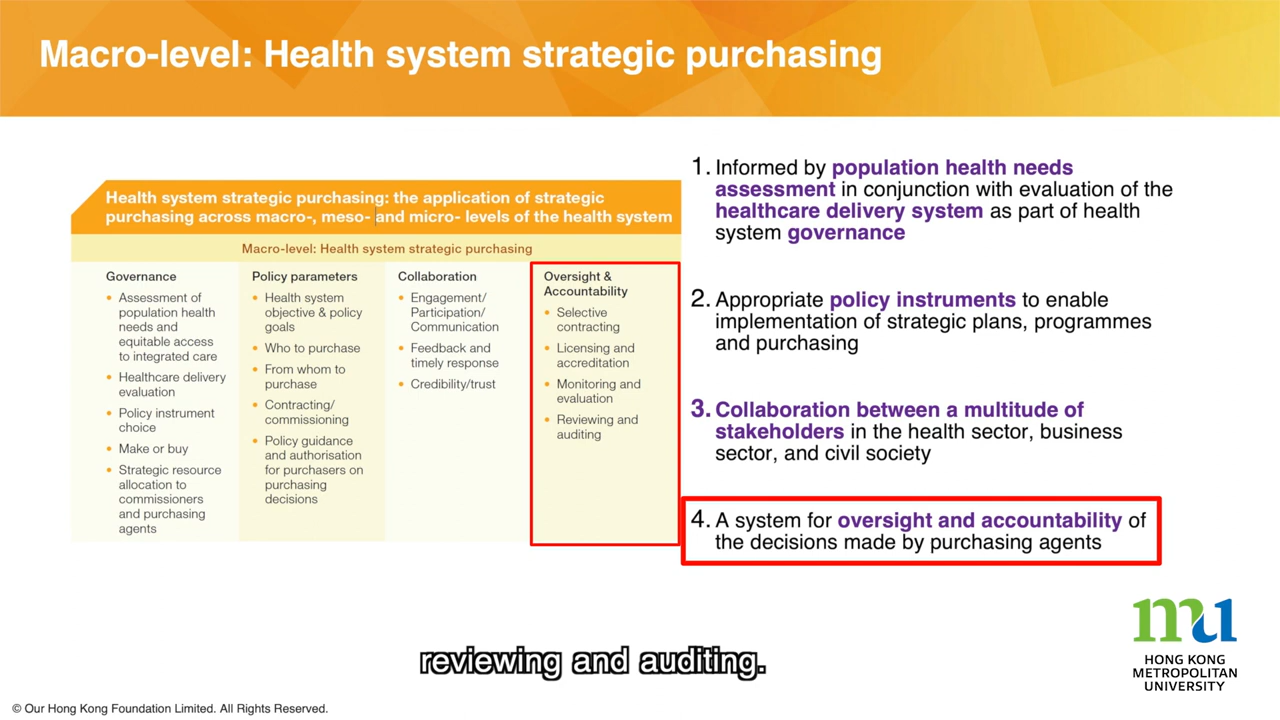 Macro-level: Health system strategic purchasing
Health system strategic purchasing: the application of strategic
purchasing across macro-, meso- and micro- levels of the health system
Macro-level: Health system strategic purchasing
Governance
• Assessment of
population health
needs and
equitable access
to integrated care
• Healthcare delivery
evaluation
• Policy instrument
choice
• Make or buy
• Strategic resource
allocation to
commissioners
and purchasing
agents
Policy parameters
• Health system
objective & policy
goals
• Who to purchase
• From whom to
purchase
• Contracting/
commissioning
• Policy guidance
and authorisation
for purchasers on
purchasing
decisions
Collaboration
• Engagement/
Participation/
Communication
• Feedback and
timely response
• Credibility/trust
Oversight &
Accountability
• Selective
contracting
• Licensing and
accreditation
• Monitoring and
evaluation
• Reviewing and
auditing
1. Informed by population health needs
assessment in conjunction with evaluation of the
healthcare delivery system as part of health
system governance
2. Appropriate policy instruments to enable
implementation of strategic plans, programmes
and purchasing
3. Collaboration between a multitude of
stakeholders in the health sector, business
sector, and civil society
4. A system for oversight and accountability of
the decisions made by purchasing agents
reviewing and auditing.
mu
HONG KONG
METROPOLITAN
UNIVERSITY
© Our Hong Kong Foundation Limited. All Rights Reserved.